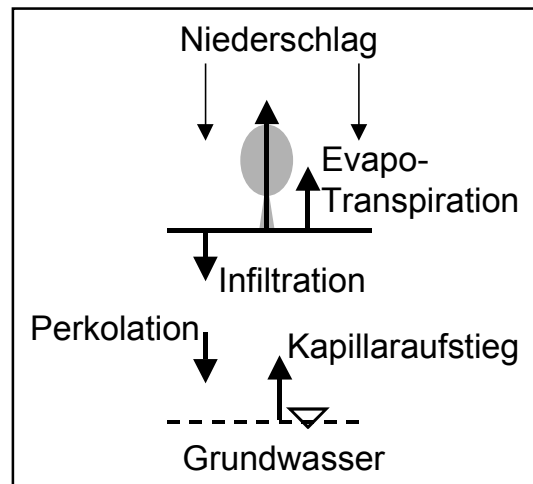 Niederschlag
Evapo-
Transpiration
Infiltration
Perkolation
Kapillaraufstieg
Grundwasser